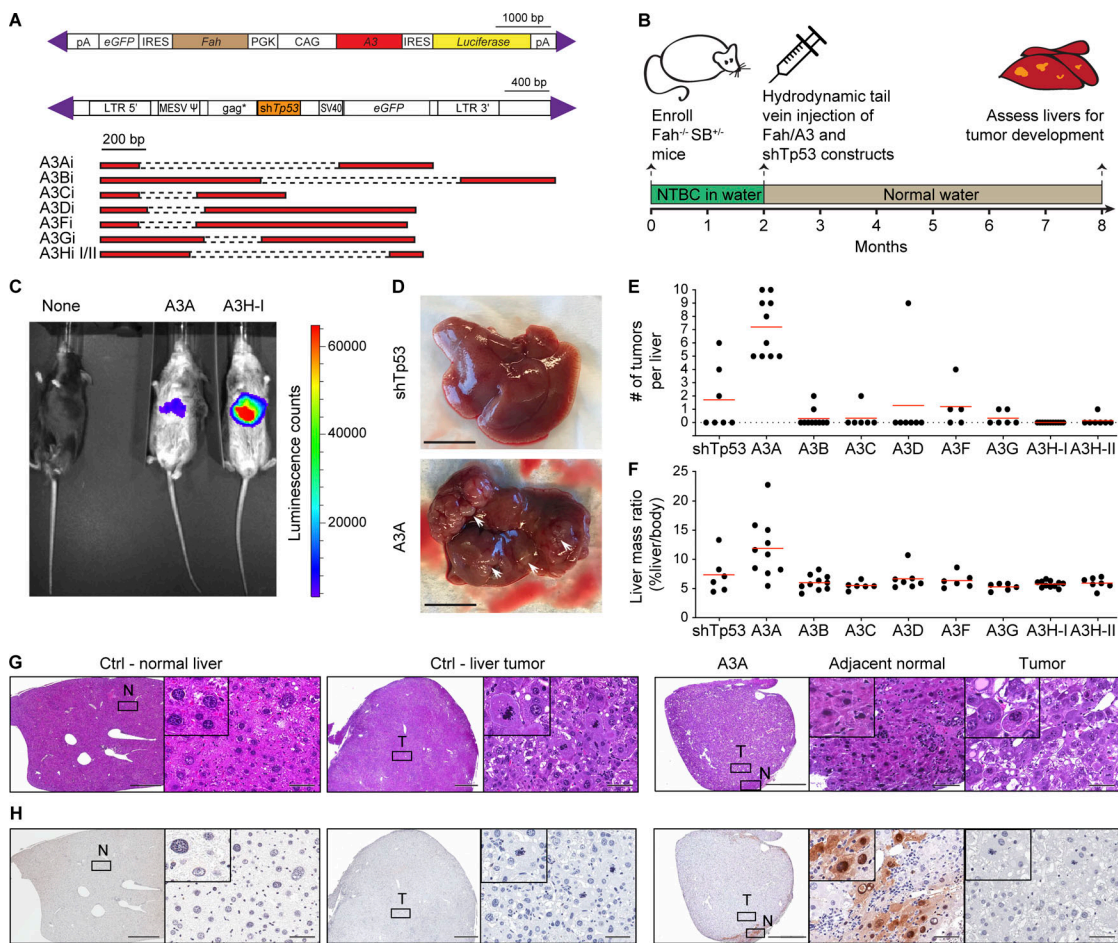 A
1000 bp
pA eGFP IRES Fah PGK CAG A3 IRES Luciferase pA
400 bp
LTR 5' MESV Ψ gag* shTp53 SV40 eGFP LTR 3'
200 bp
A3Ai
A3Bi
A3Ci
A3Di
A3Fi
A3Gi
A3Hi I/II
B
Enroll
Fah-/- SB+/-
mice
Hydrodynamic tail
vein injection of
Fah/A3 and
shTp53 constructs
Assess livers for
tumor development
NTBC in water
Normal water
0 1 2 3 4 5 6 7 8
Months
C
None A3A A3H-I
60000
40000
20000
Luminescence counts
D
shTp53
A3A
E
# of tumors
per liver
10
9
8
7
6
5
4
3
2
1
0
shTp53 A3A A3B A3C A3D A3F A3G A3H-I A3H-II
F
Liver mass ratio
(%liver/body)
25
20
15
10
5
0
shTp53 A3A A3B A3C A3D A3F A3G A3H-I A3H-II
G
Ctrl - normal liver Ctrl - liver tumor A3A Adjacent normal Tumor
N
T
T
N
H
N
T
T
N